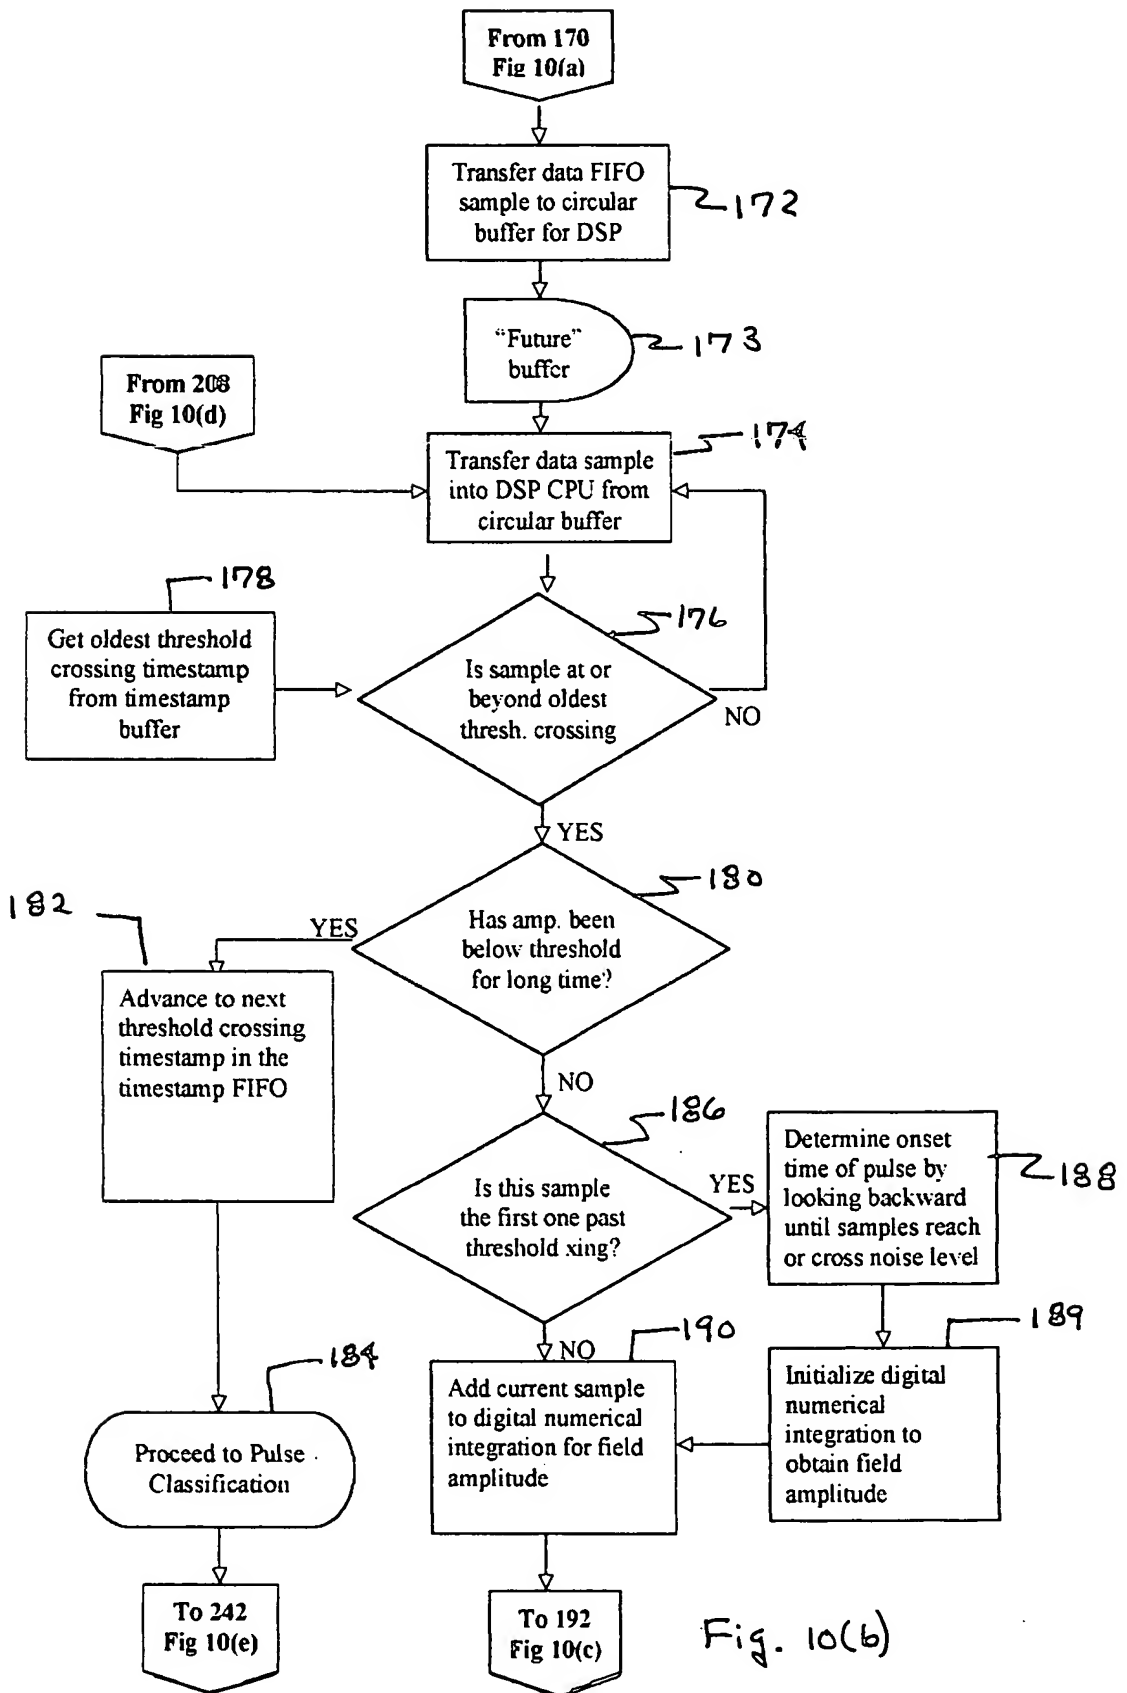 From 170
Fig 10(a)
Transfer data FIFO
sample to circular
buffer for DSP
172
"Future"
buffer
173
From 208
Fig 10(d)
Transfer data sample
into DSP CPU from
circular buffer
174
178
Get oldest threshold
crossing timestamp
from timestamp
buffer
176
Is sample at or
beyond oldest
thresh. crossing
NO
YES
180
Has amp. been
below threshold
for long time?
YES
182
Advance to next
threshold crossing
timestamp in the
timestamp FIFO
NO
186
Is this sample
the first one past
threshold xing?
YES
Determine onset
time of pulse by
looking backward
until samples reach
or cross noise level
188
NO
190
Add current sample
to digital numerical
integration for field
amplitude
189
Initialize digital
numerical
integration to
obtain field
amplitude
184
Proceed to Pulse
Classification
To 242
Fig 10(e)
To 192
Fig 10(c)
Fig. 10(b)